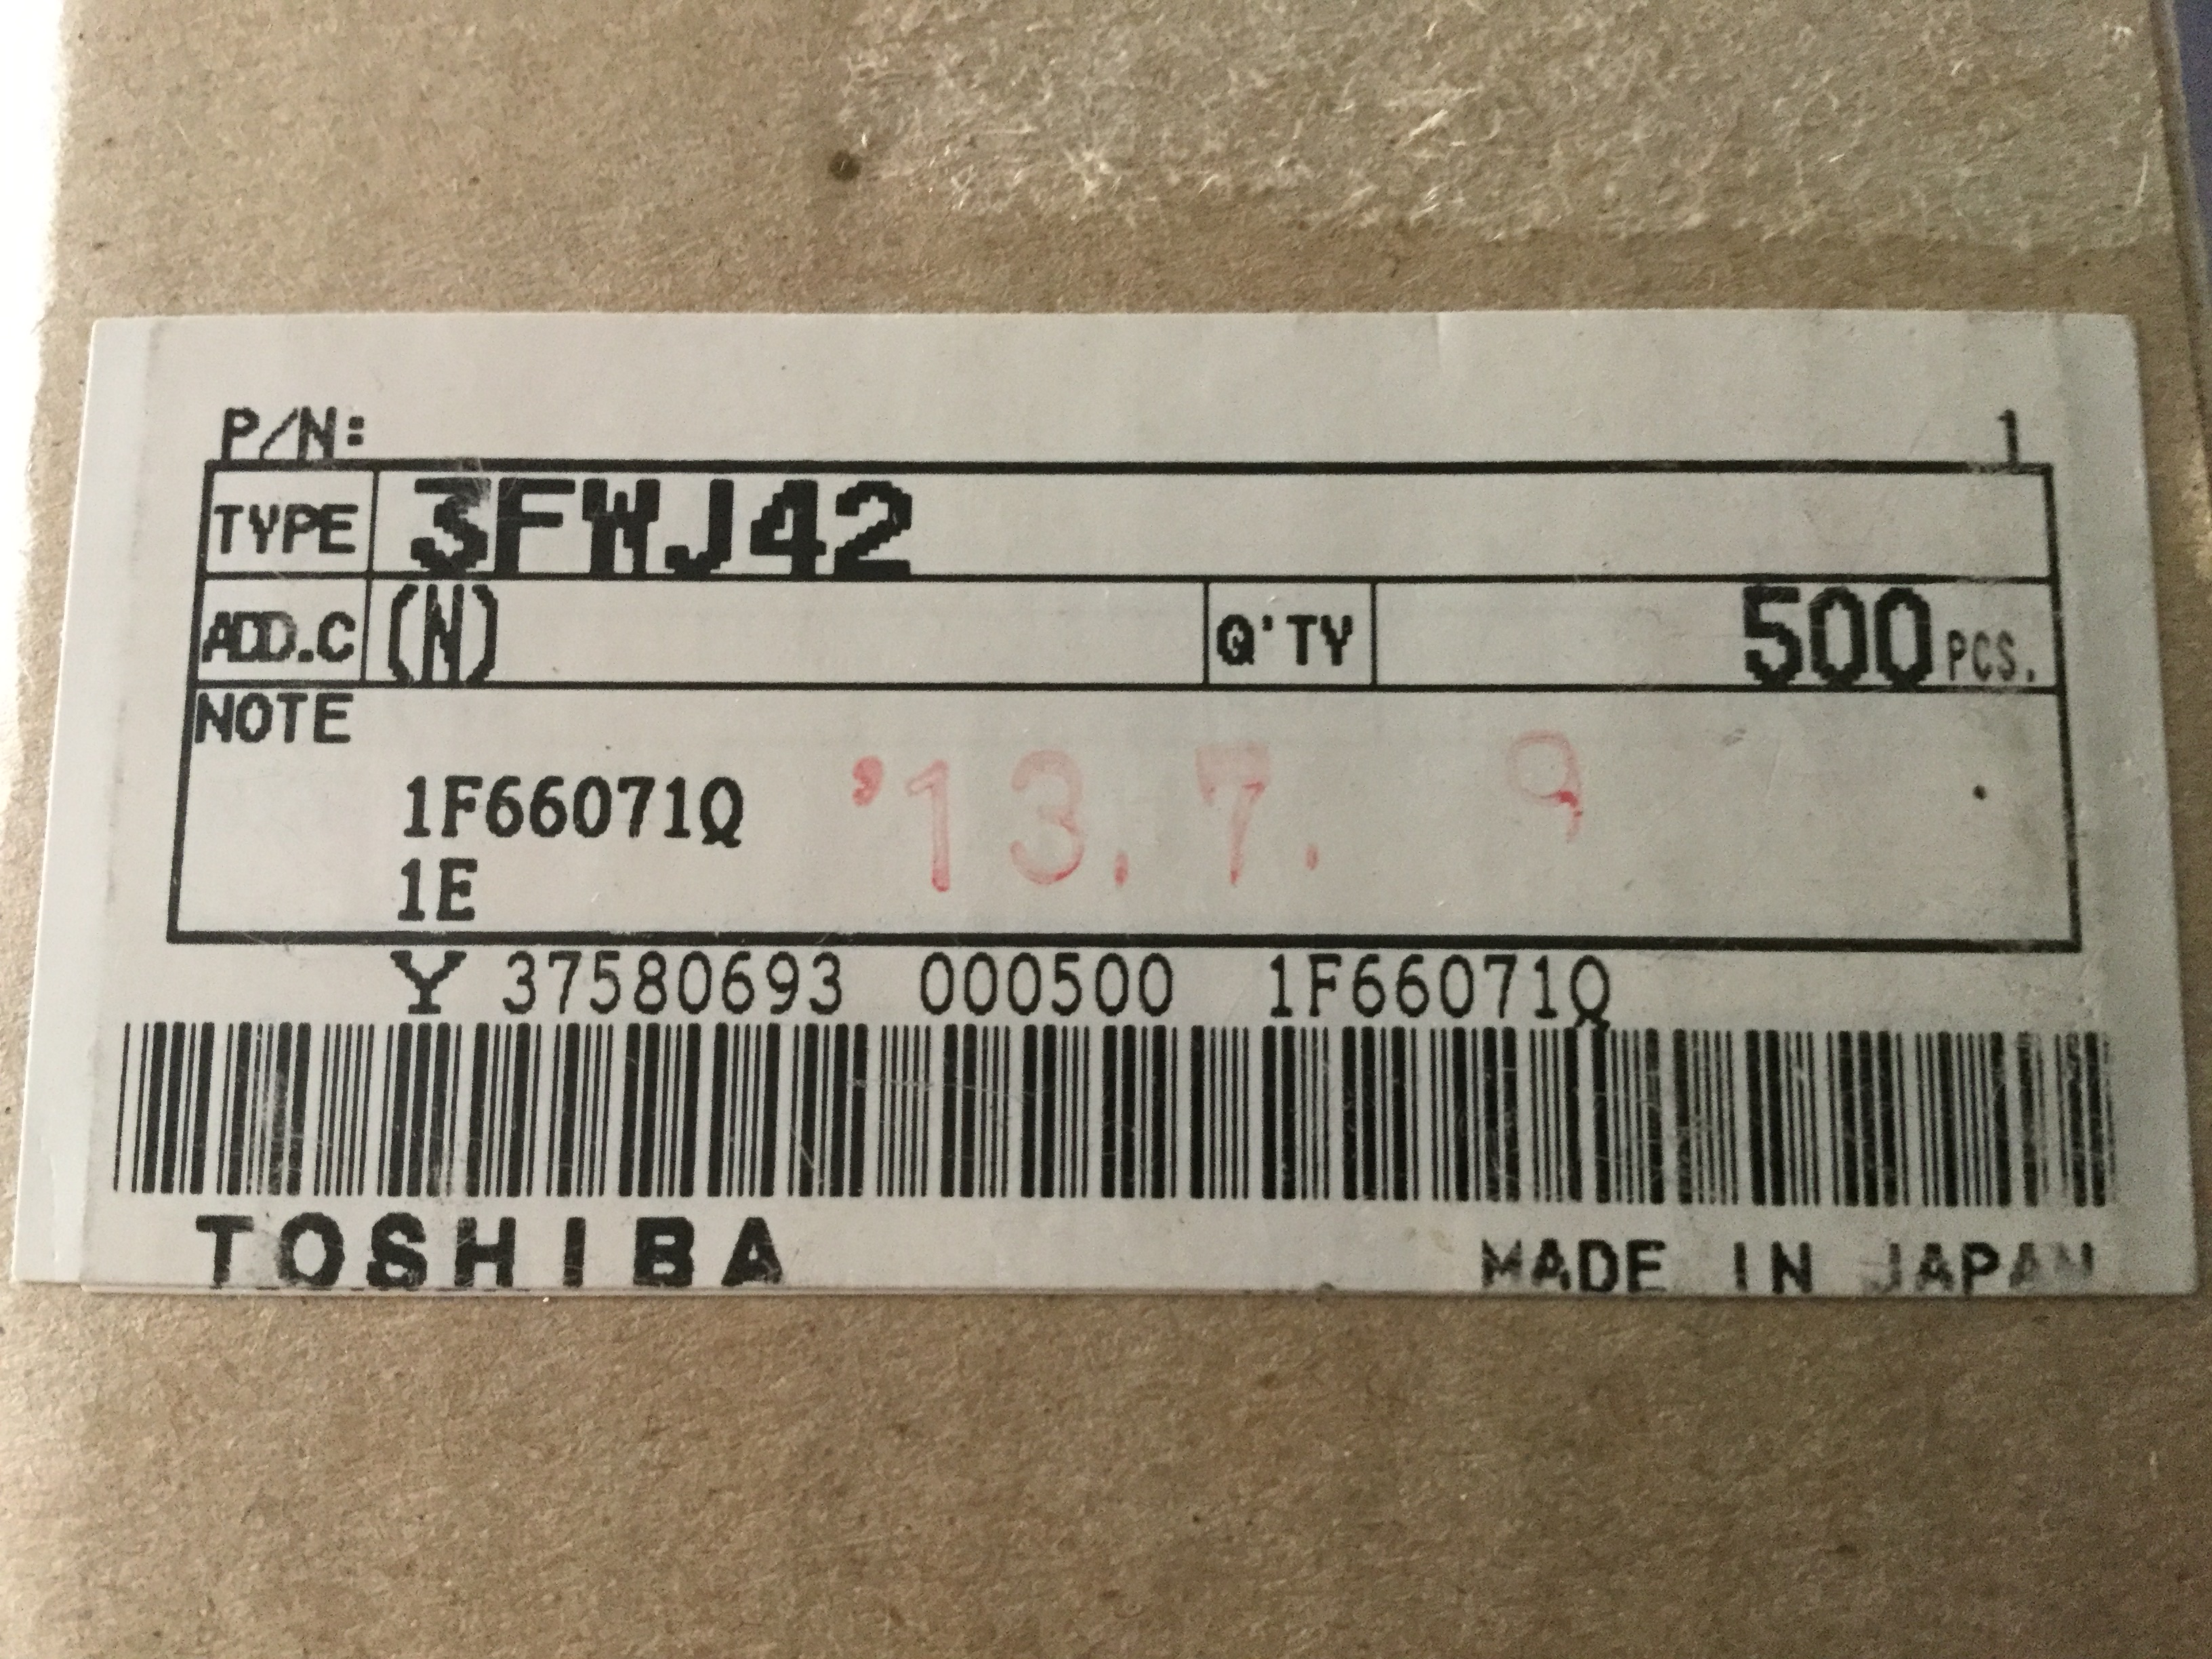 P/N: 1
TYPE 3FWJ42
ADD.C (N) Q'TY 500 PCS.
NOTE
1F66071Q '13.7. 9
1E
Y 37580693 000500 1F66071Q
TOSHIBA MADE IN JAPAN